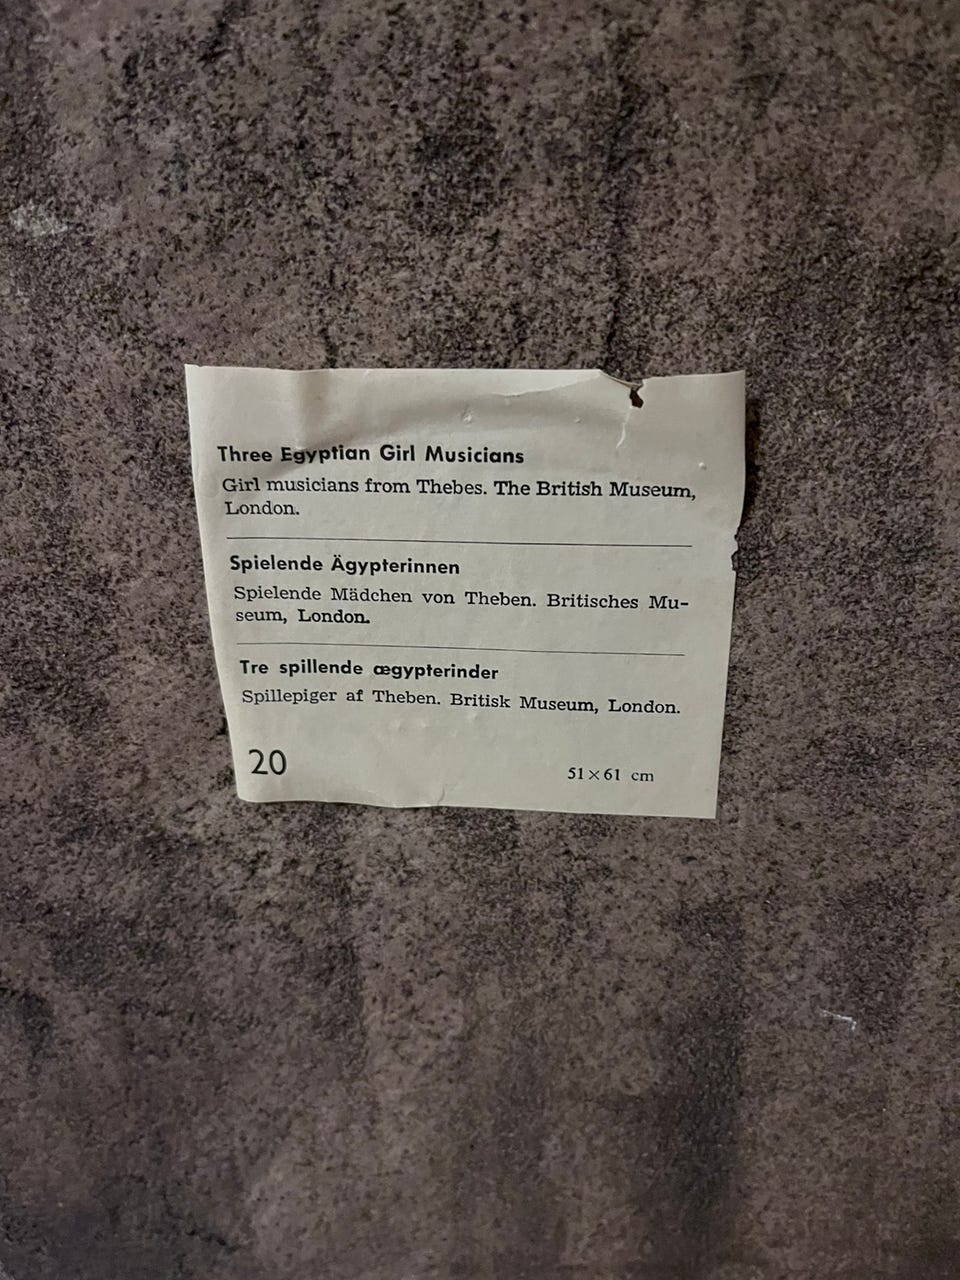 Three Egyptian Girl Musicians
Girl musicians from Thebes. The British Museum,
London.
Spielende Ägypterinnen
Spielende Mädchen von Theben. Britisches Mu-
seum, London.
Tre spillende ægypterinder
Spillepiger af Theben. Britisk Museum, London.
20
51 × 61 cm